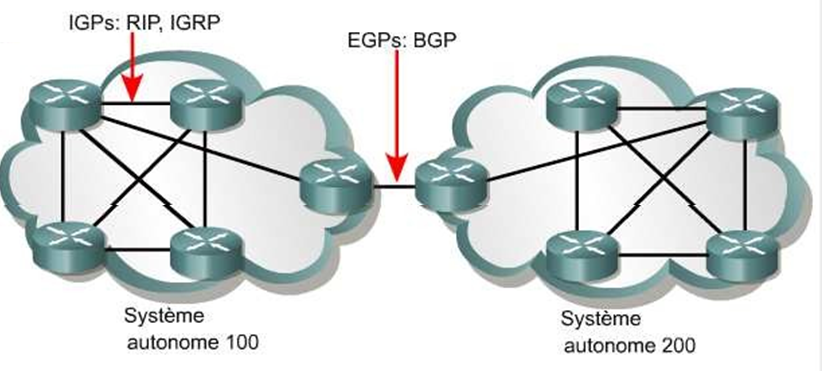 IGPs: RIP, IGRP
EGPs: BGP
Système
autonome 100
Système
autonome 200